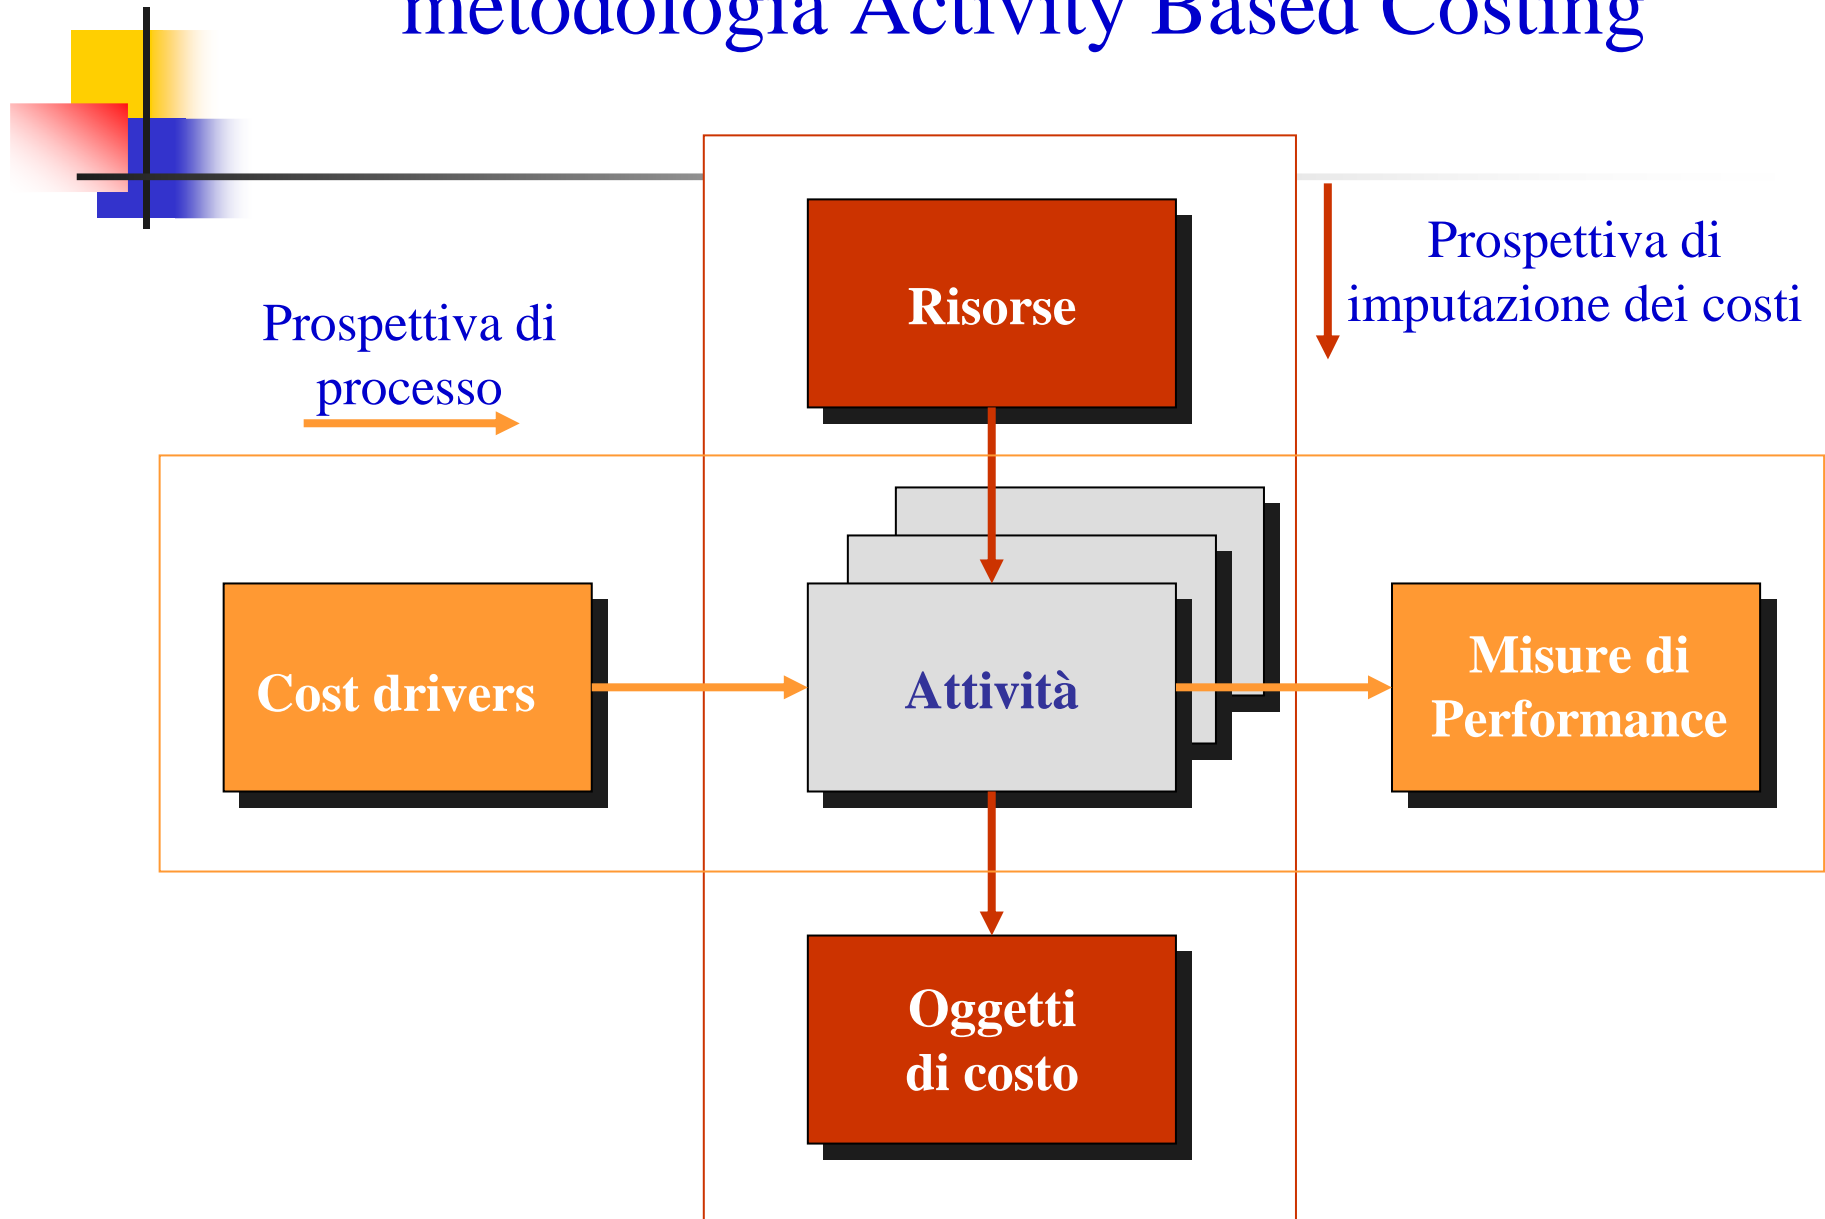 metodologia Activity Based Costing
Prospettiva di
imputazione dei costi
Risorse
Prospettiva di
processo
Cost drivers
Attività
Misure di
Performance
Oggetti
di costo